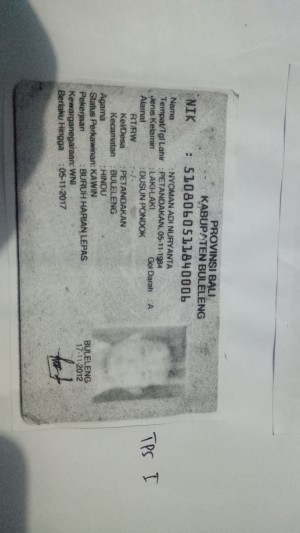 PROVINSI BALI
KABUPATEN BULELENG
NIK : 5108060511840006
Nama : NYOMAN ADI NURYANTA
Tempat/Tgl Lahir : PETANDAKAN, 05-11-1984
Jenis Kelamin : LAKI-LAKI Gol Darah : A
Alamat : DUSUN PONDOK
RT/RW : -/-
Kel/Desa : PETANDAKAN
Kecamatan : BULELENG
Agama : HINDU
Status Perkawinan: KAWIN
Pekerjaan : BURUH HARIAN LEPAS
Kewarganegaraan: WNI
Berlaku Hingga : 05-11-2017
BULELENG
17-11-2012
TPS I